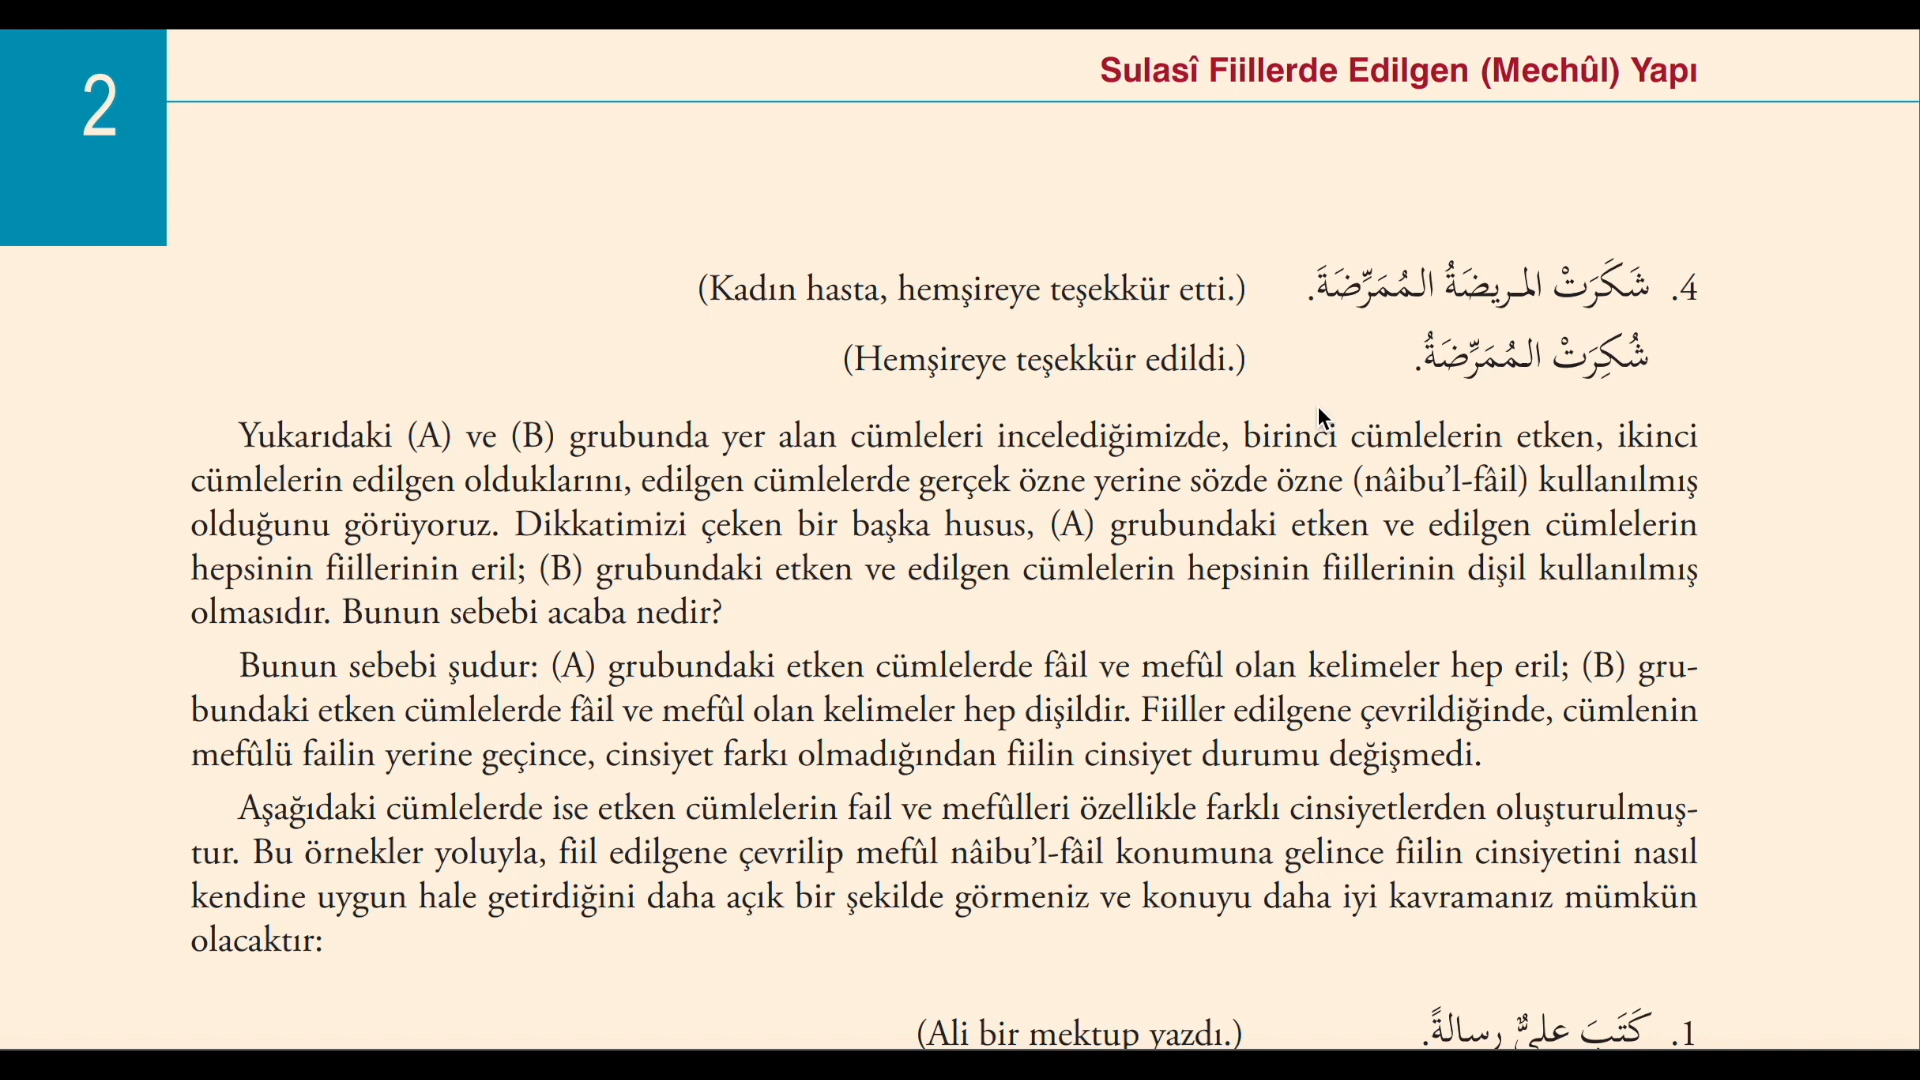 2
Sulasî Fiillerde Edilgen (Mechûl) Yapı
4. شَكَرَتْ المـريضَةُ المُمَرِّضَةَ. (Kadın hasta, hemşireye teşekkür etti.)
شُكِرَتْ المُمَرِّضَةُ. (Hemşireye teşekkür edildi.)
Yukarıdaki (A) ve (B) grubunda yer alan cümleleri incelediğimizde, birinci cümlelerin etken, ikinci
cümlelerin edilgen olduklarını, edilgen cümlelerde gerçek özne yerine sözde özne (nâibu’l-fâil) kullanılmış
olduğunu görüyoruz. Dikkatimizi çeken bir başka husus, (A) grubundaki etken ve edilgen cümlelerin
hepsinin fiillerinin eril; (B) grubundaki etken ve edilgen cümlelerin hepsinin fiillerinin dişil kullanılmış
olmasıdır. Bunun sebebi acaba nedir?
Bunun sebebi şudur: (A) grubundaki etken cümlelerde fâil ve mefûl olan kelimeler hep eril; (B) gru-
bundaki etken cümlelerde fâil ve mefûl olan kelimeler hep dişildir. Fiiller edilgene çevrildiğinde, cümlenin
mefûlü failin yerine geçince, cinsiyet farkı olmadığından fiilin cinsiyet durumu değişmedi.
Aşağıdaki cümlelerde ise etken cümlelerin fail ve mefûlleri özellikle farklı cinsiyetlerden oluşturulmuş-
tur. Bu örnekler yoluyla, fiil edilgene çevrilip mefûl nâibu’l-fâil konumuna gelince fiilin cinsiyetini nasıl
kendine uygun hale getirdiğini daha açık bir şekilde görmeniz ve konuyu daha iyi kavramanız mümkün
olacaktır:
1. كَتَبَ عليٌّ رسالةً. (Ali bir mektup yazdı.)